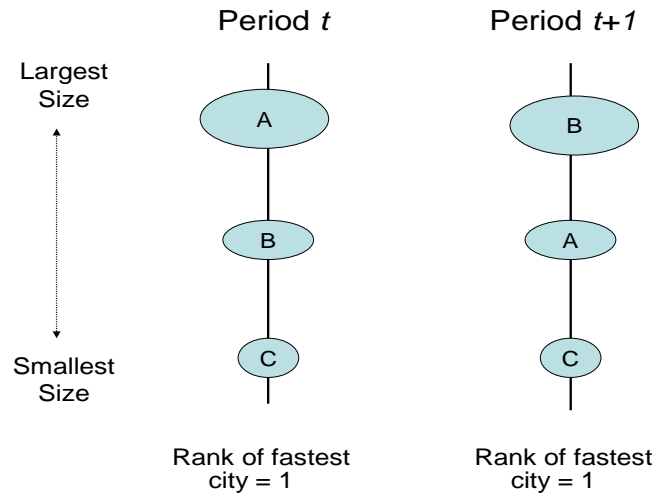 Period t
Period t+1
Largest
Size
A
B
B
A
C
C
Smallest
Size
Rank of fastest
city = 1
Rank of fastest
city = 1